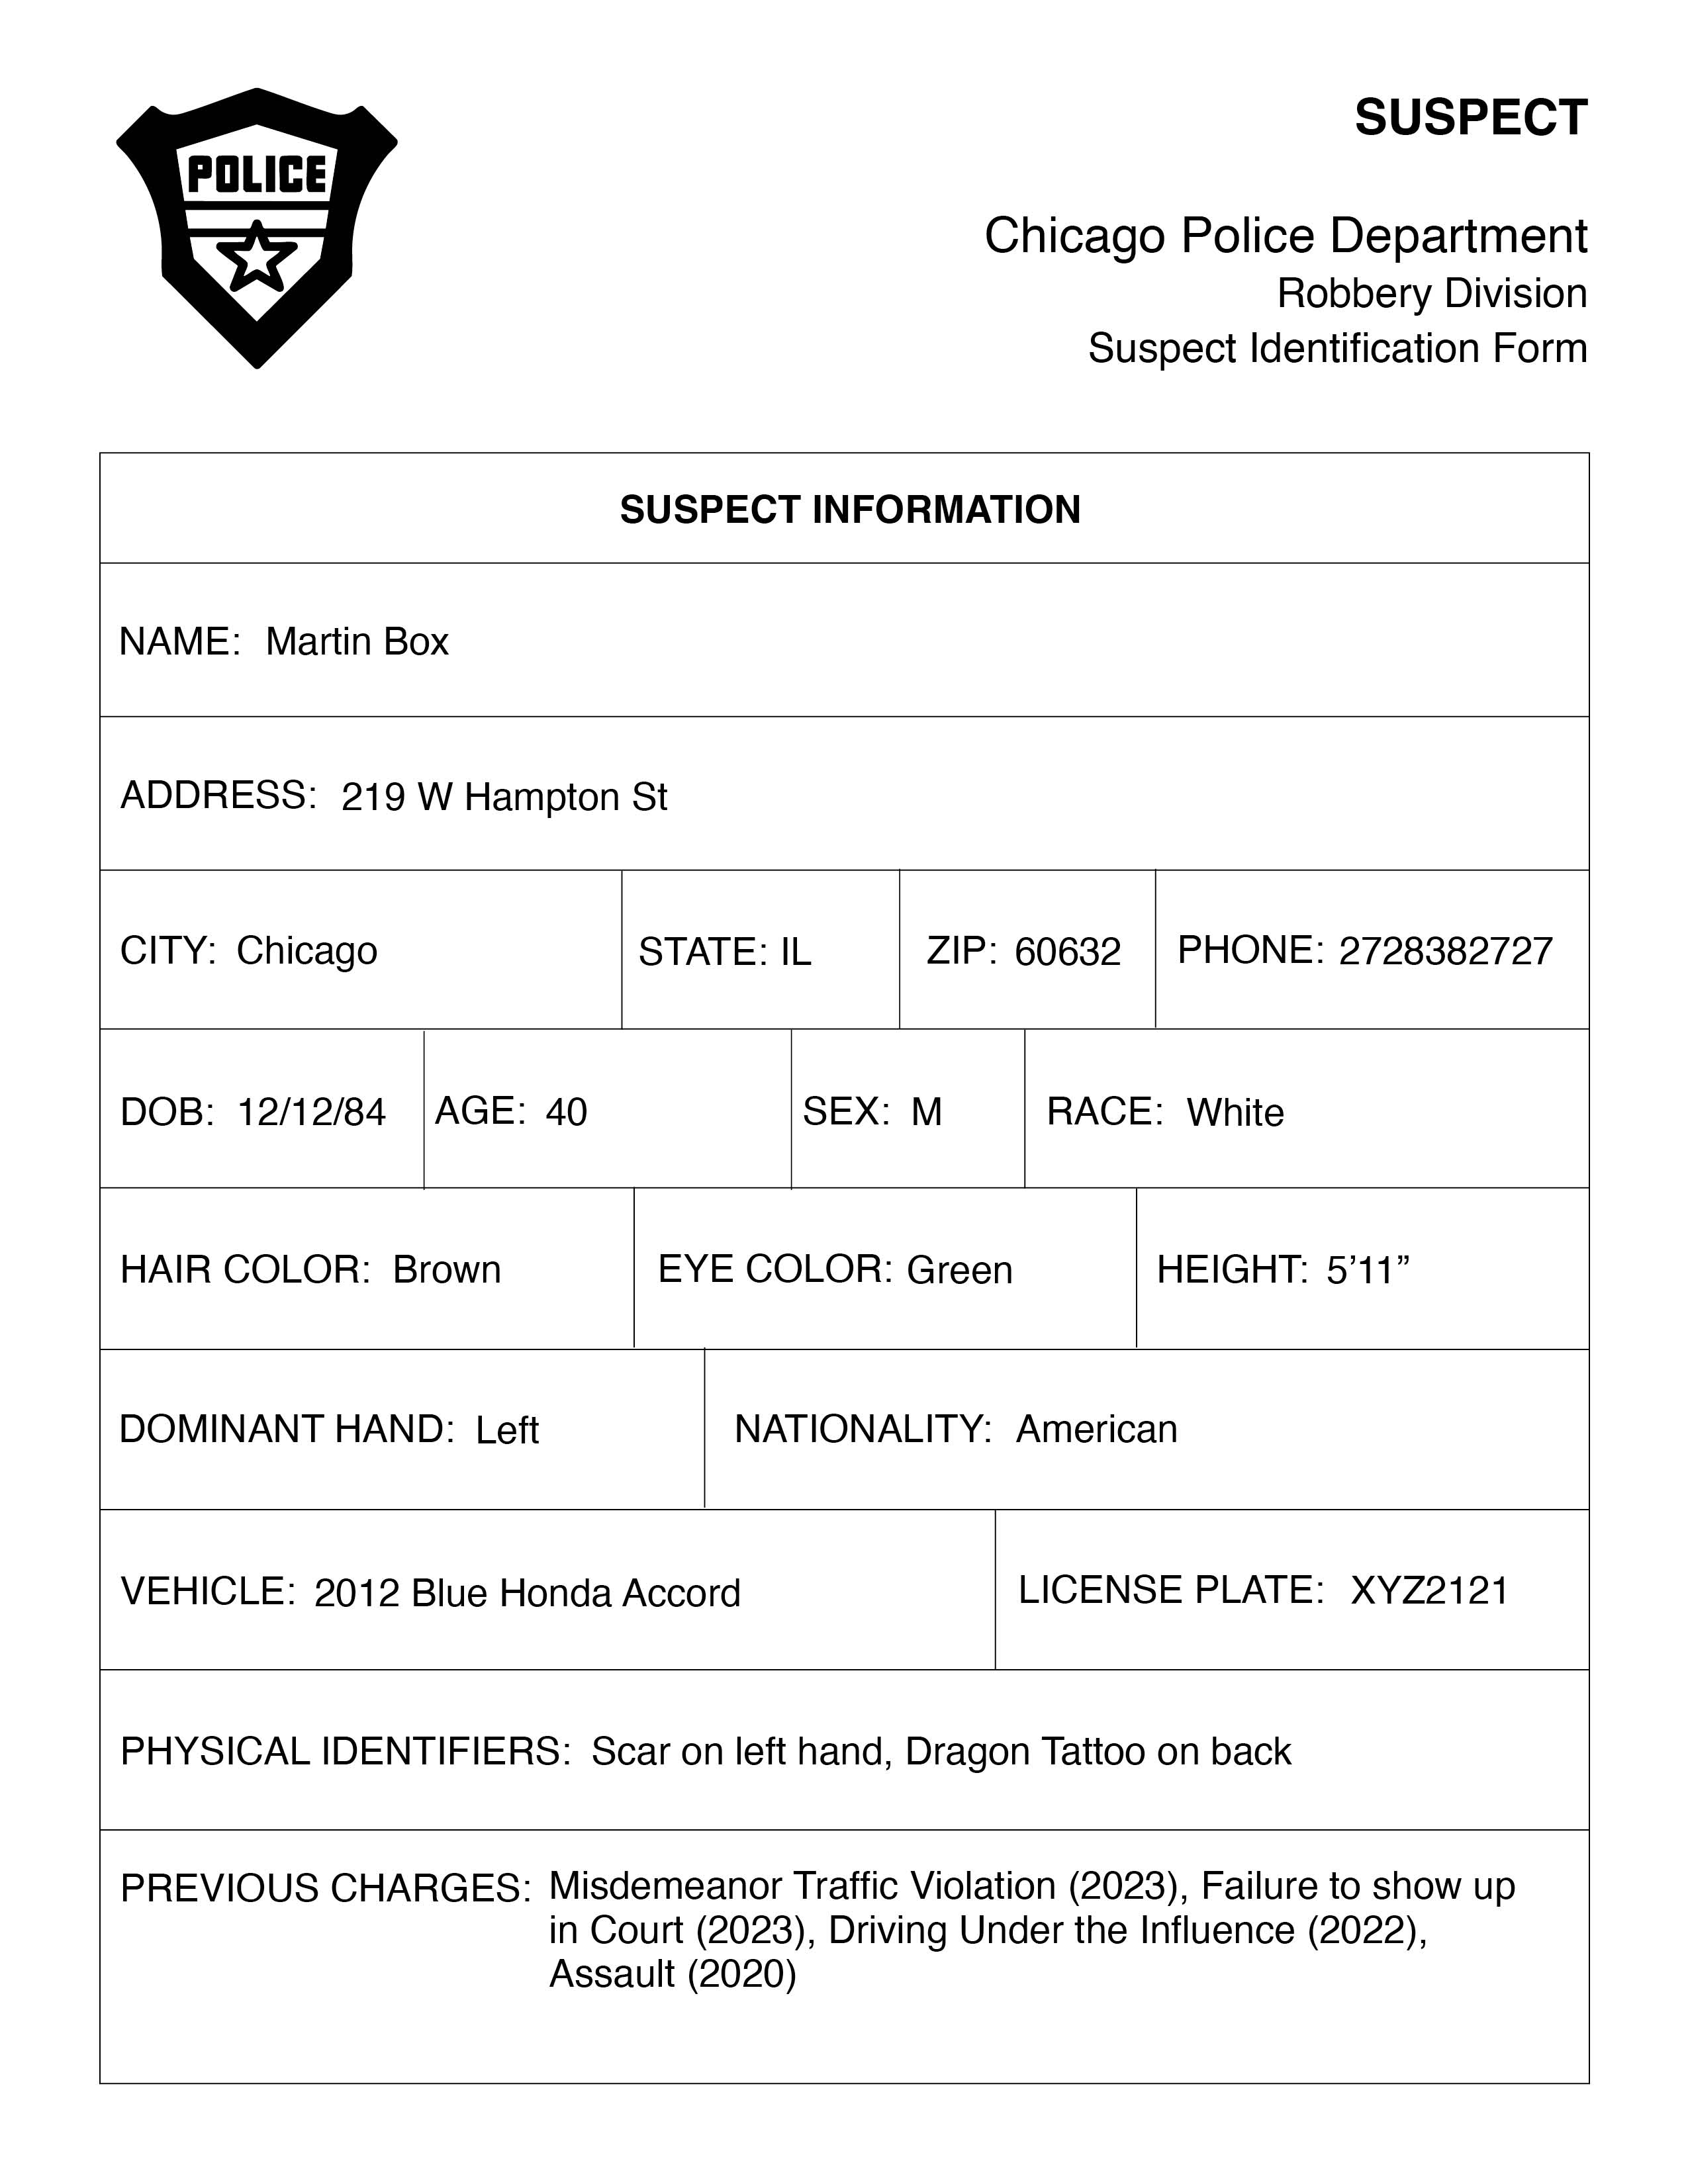 POLICE
SUSPECT
Chicago Police Department
Robbery Division
Suspect Identification Form
SUSPECT INFORMATION
NAME: Martin Box
ADDRESS: 219 W Hampton St
CITY: Chicago STATE: IL ZIP: 60632 PHONE: 2728382727
DOB: 12/12/84 AGE: 40 SEX: M RACE: White
HAIR COLOR: Brown EYE COLOR: Green HEIGHT: 5’11”
DOMINANT HAND: Left NATIONALITY: American
VEHICLE: 2012 Blue Honda Accord LICENSE PLATE: XYZ2121
PHYSICAL IDENTIFIERS: Scar on left hand, Dragon Tattoo on back
PREVIOUS CHARGES: Misdemeanor Traffic Violation (2023), Failure to show up
in Court (2023), Driving Under the Influence (2022),
Assault (2020)